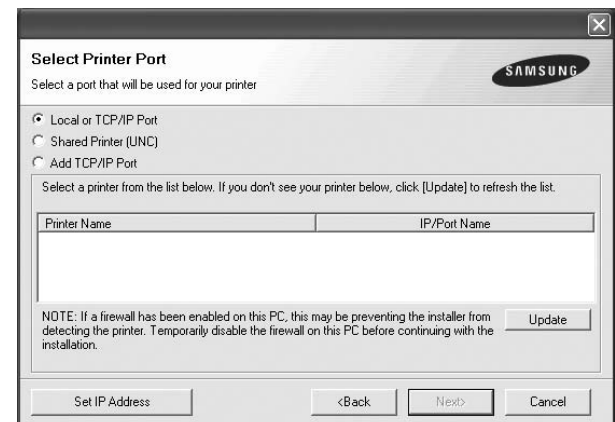 Select Printer Port
Select a port that will be used for your printer
SAMSUNG
Local or TCP/IP Port
Shared Printer (UNC)
Add TCP/IP Port
Select a printer from the list below. If you don't see your printer below, click [Update] to refresh the list.
Printer Name IP/Port Name
NOTE: If a firewall has been enabled on this PC, this may be preventing the installer from
detecting the printer. Temporarily disable the firewall on this PC before continuing with the
installation.
Update
Set IP Address <Back Next> Cancel